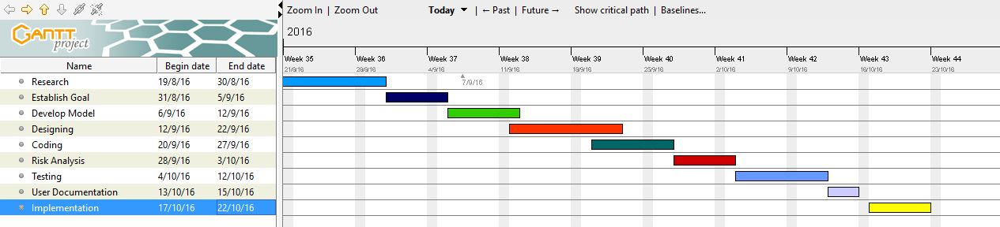 Zoom In | Zoom Out Today | ←Past | Future → Show critical path | Baselines...
GANTT project
2016
Name Begin date End date
Week 35 Week 36 Week 37 Week 38 Week 39 Week 40 Week 41 Week 42 Week 43 Week 44
21/8/16 28/8/16 4/9/16 11/9/16 18/9/16 25/9/16 2/10/16 9/10/16 16/10/16 23/10/16
Research 19/8/16 30/8/16
7/9/16
Establish Goal 31/8/16 5/9/16
Develop Model 6/9/16 12/9/16
Designing 12/9/16 22/9/16
Coding 20/9/16 27/9/16
Risk Analysis 28/9/16 3/10/16
Testing 4/10/16 12/10/16
User Documentation 13/10/16 15/10/16
Implementation 17/10/16 22/10/16